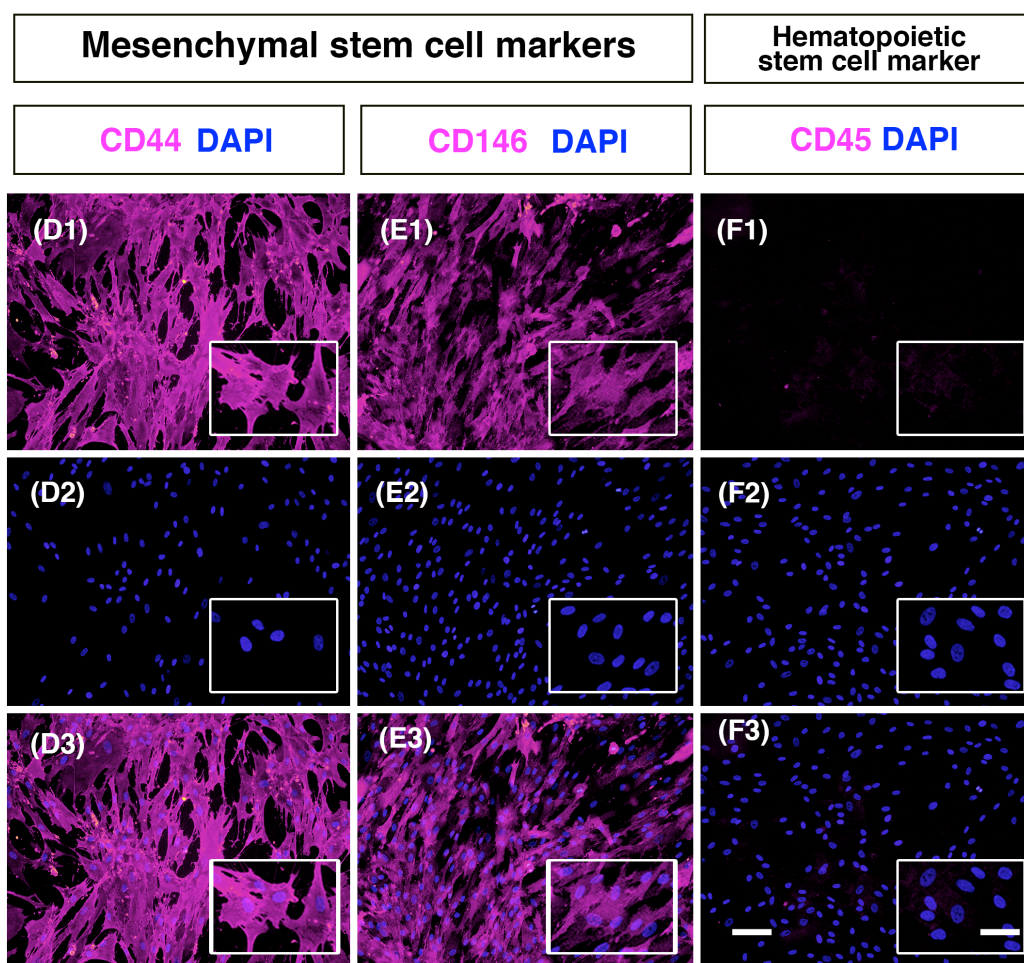 Mesenchymal stem cell markers
Hematopoietic
stem cell marker
CD44 DAPI
CD146 DAPI
CD45 DAPI
(D1)
(E1)
(F1)
(D2)
(E2)
(F2)
(D3)
(E3)
(F3)